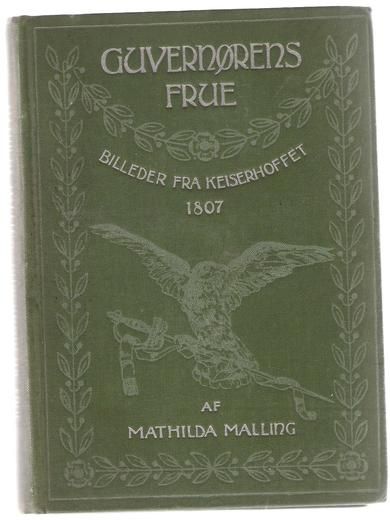 GUVERNØRENS
FRUE
BILLEDER FRA KEISERHOFFET
1807
AF
MATHILDA MALLING